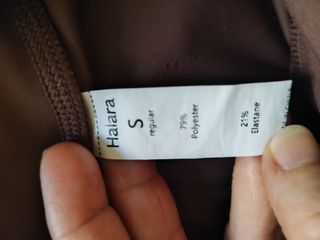 Halara
S
regular
79%
Polyester
21%
Elastane